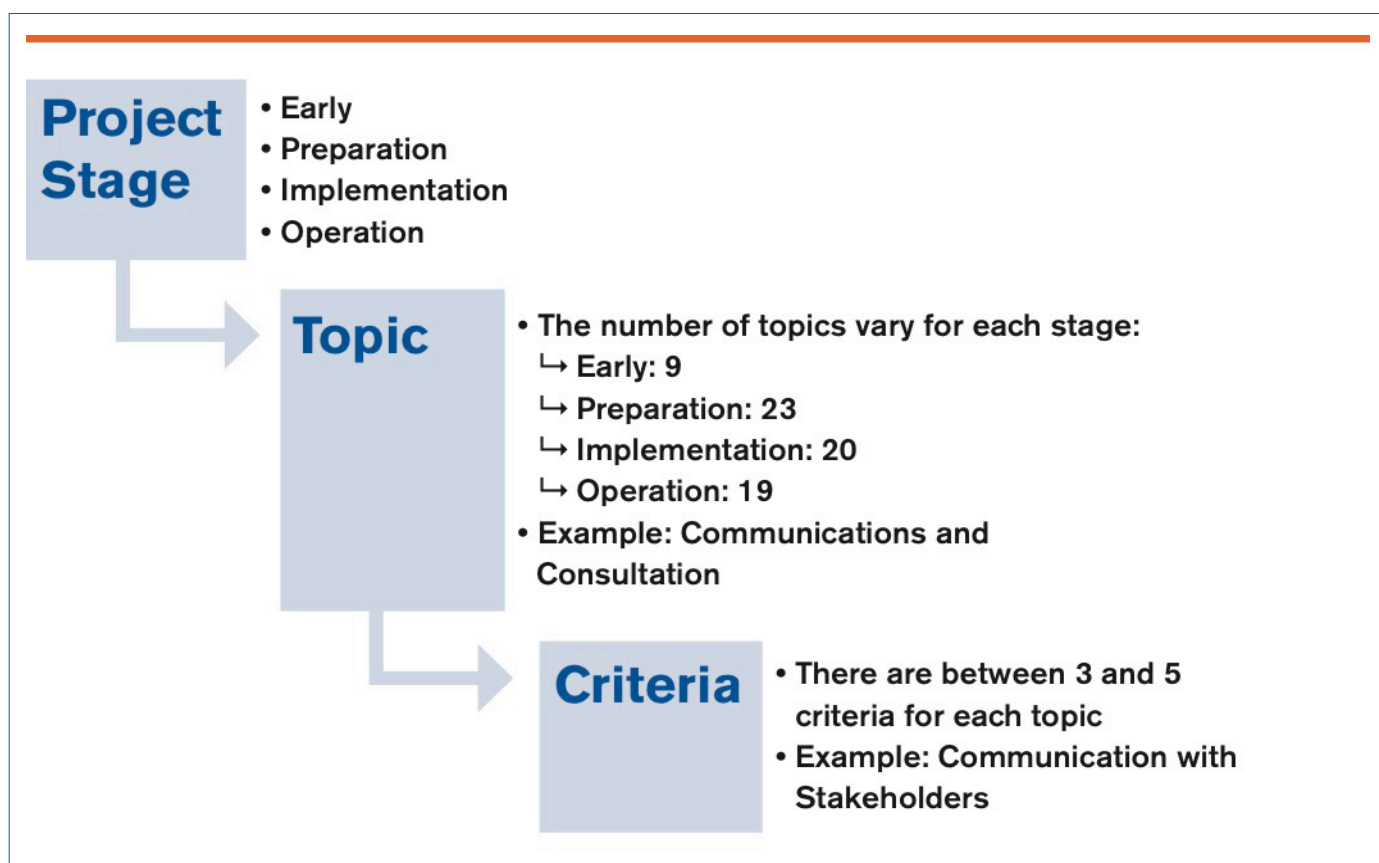 Project
Stage
• Early
• Preparation
• Implementation
• Operation
Topic
• The number of topics vary for each stage:
↳ Early: 9
↳ Preparation: 23
↳ Implementation: 20
↳ Operation: 19
• Example: Communications and
Consultation
Criteria
• There are between 3 and 5
criteria for each topic
• Example: Communication with
Stakeholders